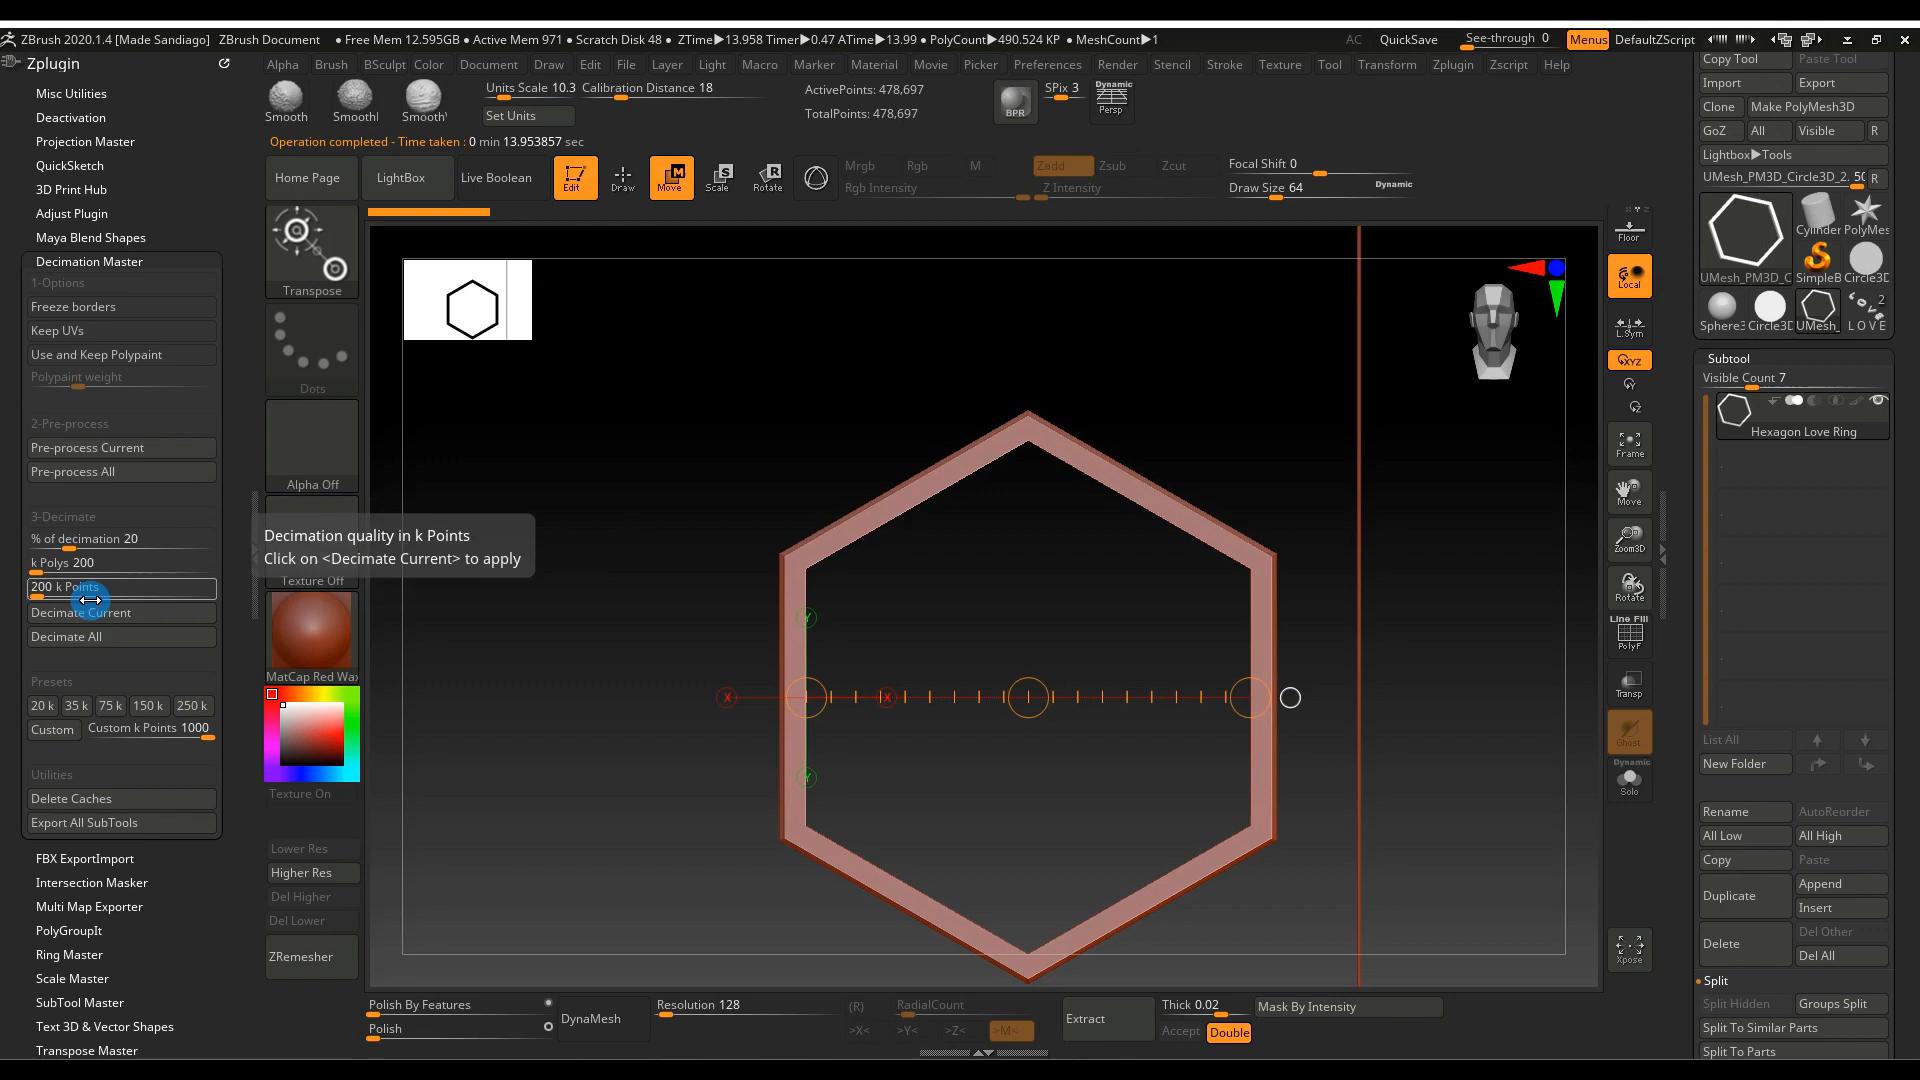 ZBrush 2020.1.4 [Made Sandiago] ZBrush Document • Free Mem 12.595GB • Active Mem 971 • Scratch Disk 48 • ZTime▶13.958 Timer▶0.47 ATime▶13.99 • PolyCount▶490.524 KP • MeshCount▶1 AC QuickSave See-through 0 Menus DefaultZScript
Zplugin
Alpha Brush BSculpt Color Document Draw Edit File Layer Light Macro Marker Material Movie Picker Preferences Render Stencil Stroke Texture Tool Transform Zplugin Zscript Help
Misc Utilities
Deactivation
Projection Master
QuickSketch
3D Print Hub
Adjust Plugin
Maya Blend Shapes
Decimation Master
1-Options
Freeze borders
Keep UVs
Use and Keep Polypaint
Polypaint weight
2-Pre-process
Pre-process Current
Pre-process All
3-Decimate
% of decimation 20
k Polys 200
200 k Points
Decimate Current
Decimate All
Presets
20 k 35 k 75 k 150 k 250 k
Custom Custom k Points 1000
Utilities
Delete Caches
Export All SubTools
FBX ExportImport
Intersection Masker
Multi Map Exporter
PolyGroupIt
Ring Master
Scale Master
SubTool Master
Text 3D & Vector Shapes
Transpose Master
Smooth Smoothl Smooth\
Units Scale 10.3 Calibration Distance 18
Set Units
ActivePoints: 478,697
TotalPoints: 478,697
BPR
SPix 3
Dynamic
Persp
Operation completed - Time taken : 0 min 13.953857 sec
Home Page LightBox Live Boolean Edit Draw Move Scale Rotate
Mrgb Rgb M Zadd Zsub Zcut
Rgb Intensity Z Intensity
Focal Shift 0
Draw Size 64 Dynamic
Transpose
Dots
Alpha Off
Decimation quality in k Points
Click on <Decimate Current> to apply
Texture Off
MatCap Red Wa
Texture On
Lower Res
Higher Res
Del Higher
Del Lower
ZRemesher
Y
X X
Y
Floor
Local
L.Sym
XYZ
Y
Z
Frame
Move
Zoom3D
Rotate
Line Fill
PolyF
Transp
Ghost
Dynamic
Solo
Xpose
Polish By Features
Polish
DynaMesh
Resolution 128
(R) RadialCount
>X< >Y< >Z< >M<
Extract
Thick 0.02
Accept Double
Mask By Intensity
Copy Tool Paste Tool
Import Export
Clone Make PolyMesh3D
GoZ All Visible R
Lightbox▶Tools
UMesh_PM3D_Circle3D_2. 50 R
UMesh_PM3D_C Cylinder PolyMes
SimpleB Circle3D
Sphere3 Circle3D UMesh_ L O V E
2
Subtool
Visible Count 7
Hexagon Love Ring
List All
New Folder
Rename AutoReorder
All Low All High
Copy Paste
Duplicate Append
Insert
Delete Del Other
Del All
Split
Split Hidden Groups Split
Split To Similar Parts
Split To Parts